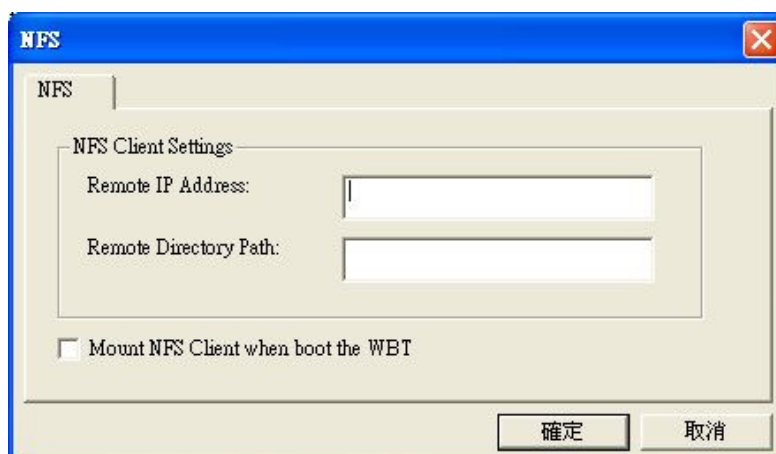 NFS
NFS
NFS Client Settings
Remote IP Address:
Remote Directory Path:
Mount NFS Client when boot the WBT
確定 取消